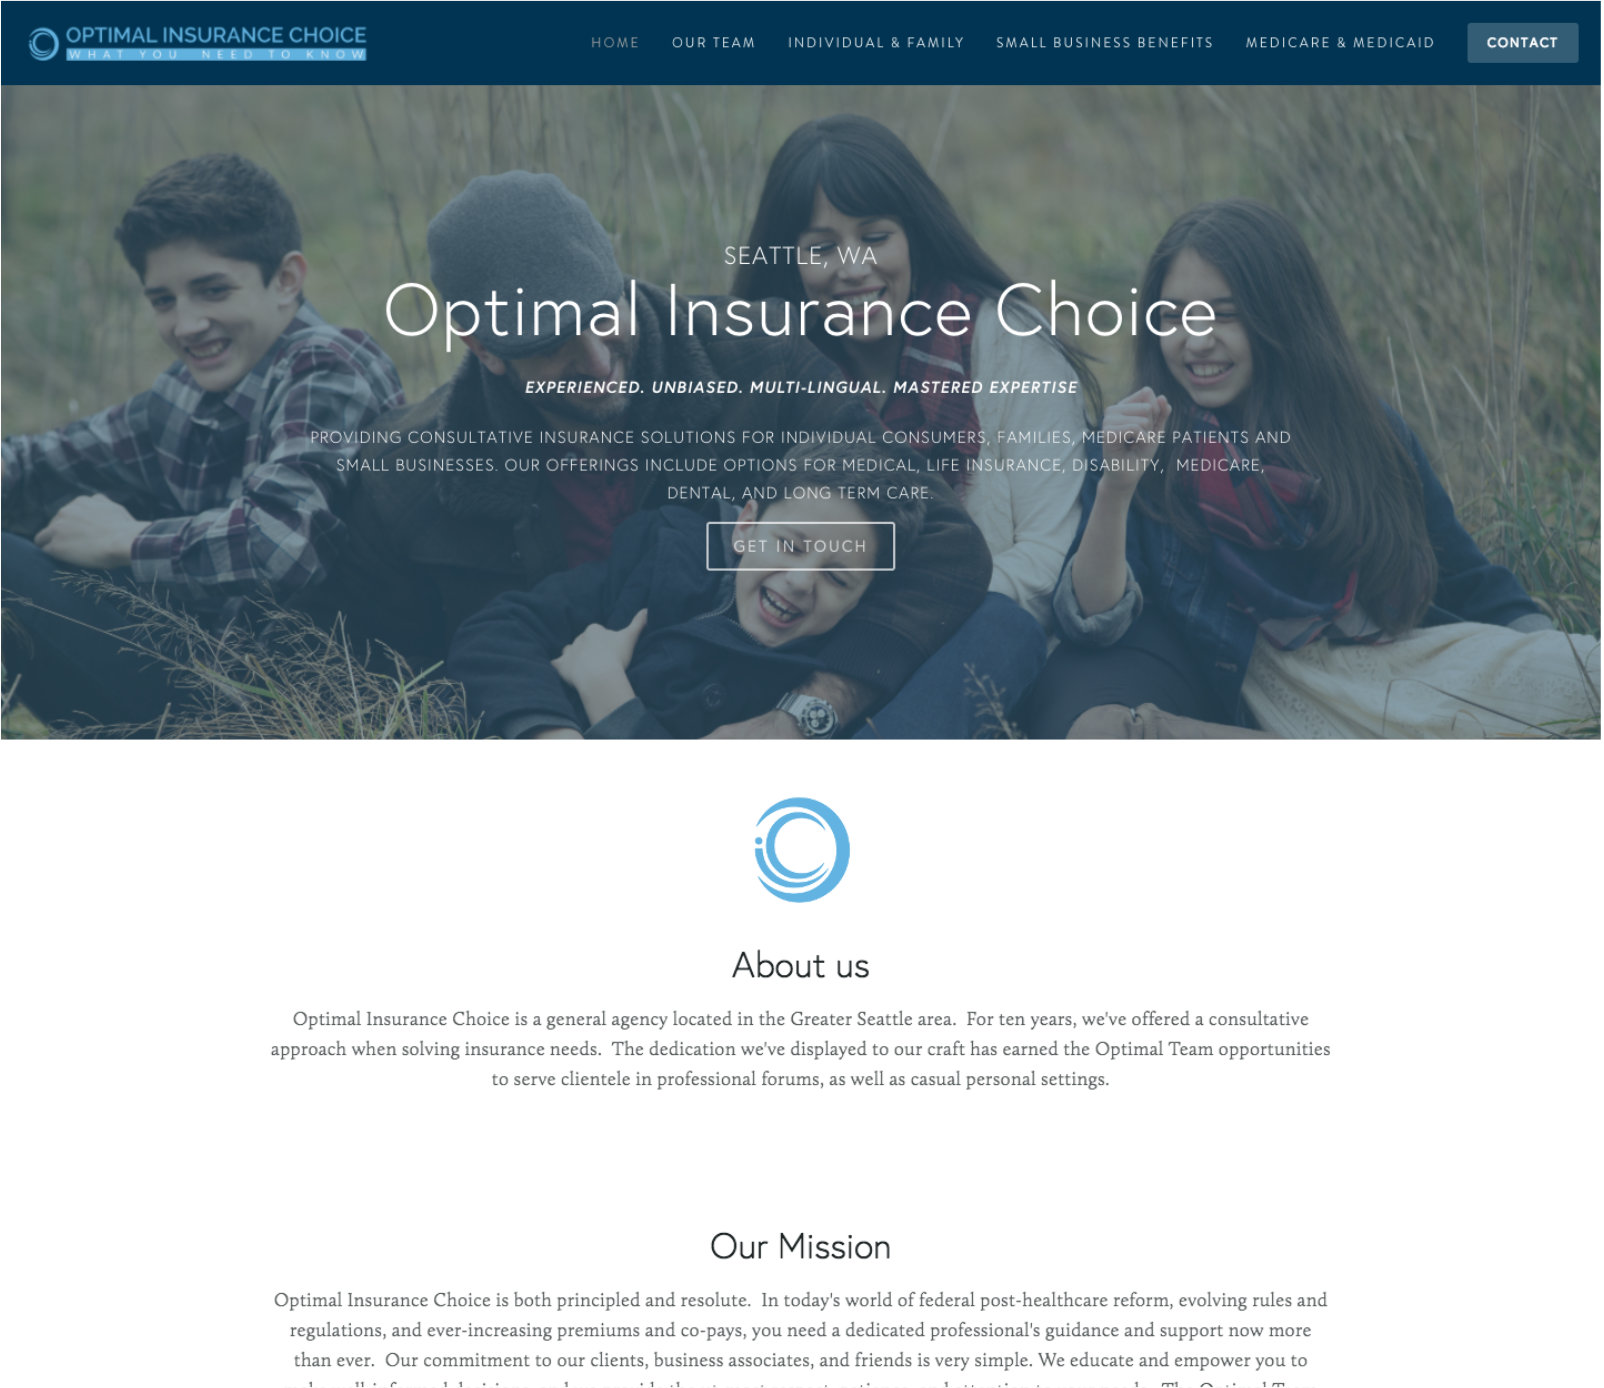 OPTIMAL INSURANCE CHOICE
WHAT YOU NEED TO KNOW
HOME OUR TEAM INDIVIDUAL & FAMILY SMALL BUSINESS BENEFITS MEDICARE & MEDICAID CONTACT
SEATTLE, WA
Optimal Insurance Choice
EXPERIENCED. UNBIASED. MULTI-LINGUAL. MASTERED EXPERTISE
PROVIDING CONSULTATIVE INSURANCE SOLUTIONS FOR INDIVIDUAL CONSUMERS, FAMILIES, MEDICARE PATIENTS AND
SMALL BUSINESSES. OUR OFFERINGS INCLUDE OPTIONS FOR MEDICAL, LIFE INSURANCE, DISABILITY, MEDICARE,
DENTAL, AND LONG TERM CARE.
GET IN TOUCH
About us
Optimal Insurance Choice is a general agency located in the Greater Seattle area. For ten years, we've offered a consultative
approach when solving insurance needs. The dedication we've displayed to our craft has earned the Optimal Team opportunities
to serve clientele in professional forums, as well as casual personal settings.
Our Mission
Optimal Insurance Choice is both principled and resolute. In today's world of federal post-healthcare reform, evolving rules and
regulations, and ever-increasing premiums and co-pays, you need a dedicated professional's guidance and support now more
than ever. Our commitment to our clients, business associates, and friends is very simple. We educate and empower you to